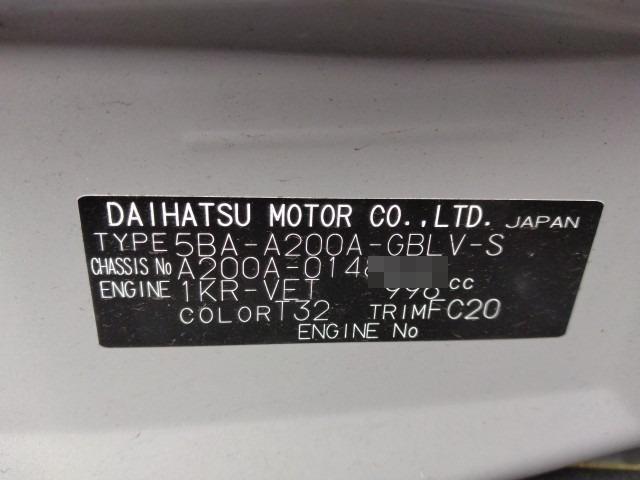 DAIHATSU MOTOR CO.,LTD. JAPAN
TYPE 5BA-A200A-GBLV-S
CHASSIS No A200A-0148
ENGINE 1KR-VET 996 cc
COLOR T32 TRIM FC20
ENGINE No